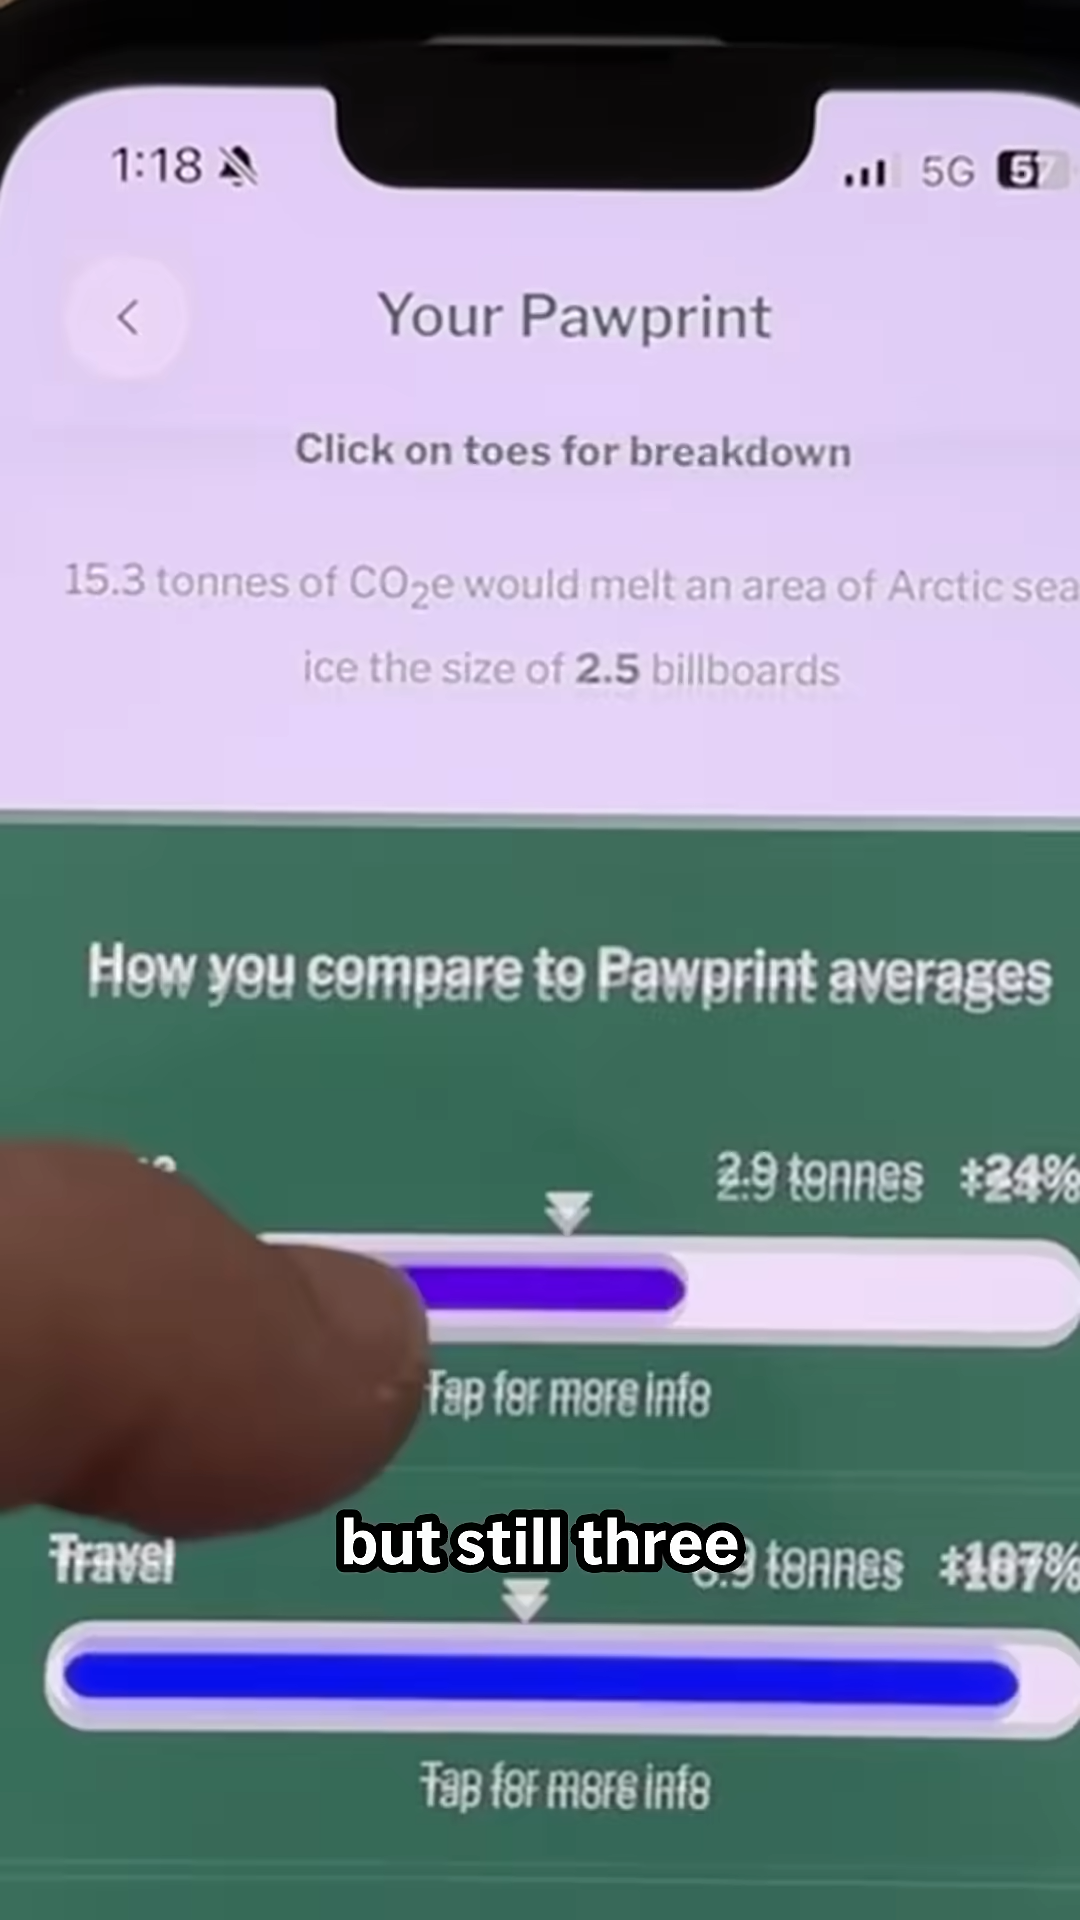 1:18
5G 57
Your Pawprint
Click on toes for breakdown
15.3 tonnes of CO₂e would melt an area of Arctic sea
ice the size of 2.5 billboards
How you compare to Pawprint averages
2.9 tonnes +24%
Tap for more info
but still three
Travel tonnes
Tap for more info